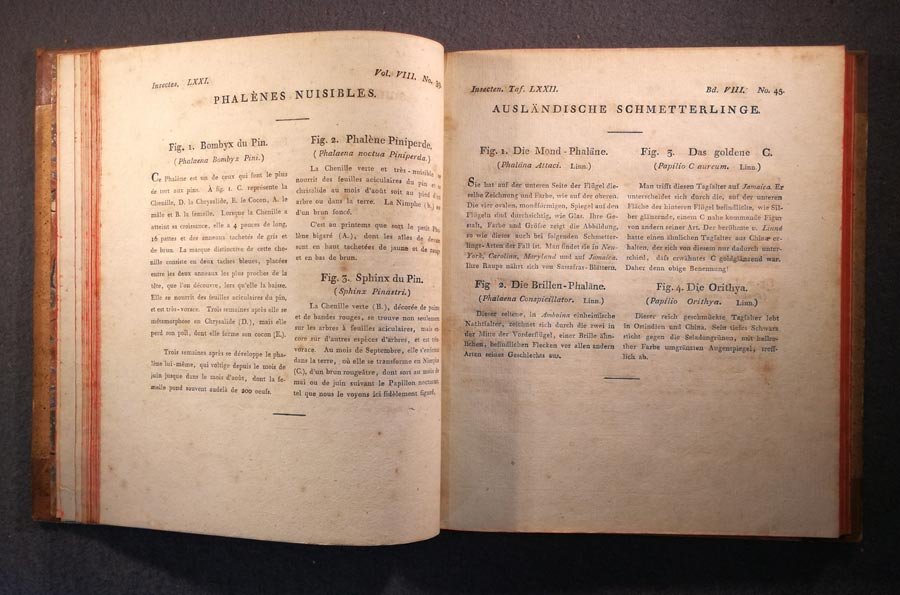 Insectes. LXXI.
Vol. VIII. No.
PHALÈNES NUISIBLES.
Fig. 1. Bombyx du Pin.
(Phalaena Bombyx Pini.)
Ce Phalène est un de ceux qui font le plus
de tort aux pins. A fig. 1. C. représente la
Chenille, D. la Chrysalide, E. le Cocon, A. le
mâle et B. la femelle. Lorsque la Chenille a
atteint sa croissance, elle a 4 pouces de long,
16 pattes et des anneaux tachetés de gris et
de brun. La marque distinctive de cette che-
nille consiste en deux taches bleues, placées
entre les deux anneaux les plus proches de la
tête, que l'on découvre, lors qu'elle la baisse.
Elle se nourrit des feuilles aciculaires du pin,
et est très-vorace. Trois semaines après elle se
métamorphose en Chrysalide (D.), mais elle
perd son poil, dont elle forme son cocon (E.).
Trois semaines après se développe le pha-
lène lui-même, qui voltige depuis le mois de
juin jusque dans le mois d'août, dont la fe-
melle pond souvent audelà de 200 oeufs.
Fig. 2. Phalène Piniperde.
(Phalaena noctua Piniperda.)
La Chenille verte et très-nuisible se
nourrit des feuilles aciculaires du pin et se
chrisalide au mois d'août soit au pied d'un
arbre ou dans la terre. La Nimphe (b.) est
d'un brun foncé.
C'est au printems que sort le petit Pha-
lène bigaré (A.), dont les ailes de devant
sont en haut tachetées de jaune et de rouge
et en bas de brun.
Fig. 3. Sphinx du Pin.
(Sphinx Pinastri.)
La Chenille verte (B.), décorée de points
et de bandes rouges, se trouve non seulement
sur les arbres à feuilles aciculaires, mais en-
core sur d'autres espèces d'arbres, et est très-
vorace. Au mois de Septembre, elle s'enfonce
dans la terre, où elle se transforme en Nimphe
(C.), d'un brun rougeâtre, dont sort au mois de
mai ou de juin suivant le Papillon nocturne,
tel que nous le voyons ici fidèlement figuré.
Insecten. Taf. LXXII.
Bd. VIII. No. 45.
AUSLÄNDISCHE SCHMETTERLINGE.
Fig. 1. Die Mond-Phaläne.
(Phaläna Attaci. Linn.)
Sie hat auf der unteren Seite der Flügel die-
selbe Zeichnung und Farbe, wie auf der oberen.
Die vier ovalen, mondförmigen, Spiegel auf den
Flügeln sind durchsichtig, wie Glas. Ihre Ge-
stalt, Farbe und Größe zeigt die Abbildung,
so wie dieses auch bei folgenden Schmetter-
lings-Arten der Fall ist. Man findet sie in Neu-
York, Carolina, Maryland und auf Jamaica.
Ihre Raupe nährt sich von Sassafras-Blättern.
Fig 2. Die Brillen-Phaläne.
(Phalaena Conspicillator. Linn.)
Dieser seltene, in Amboina einheimische
Nachtfalter, zeichnet sich durch die zwei in
der Mitte der Vorderflügel, einer Brille ähn-
lichen, befindlichen Flecken vor allen andern
Arten seines Geschlechts aus.
Fig. 3. Das goldene C.
(Papilio C aureum. Linn.)
Man trifft diesen Tagfalter auf Jamaica. Er
unterscheidet sich durch die, auf der unteren
Fläche des hinteren Flügel befindliche, wie Sil-
ber glänzende, einem C nahe kommende Figur
von andern seiner Art. Der berühmte v. Linné
hatte einen ähnlichen Tagfalter aus China er-
halten, der sich von diesem nur dadurch unter-
schied, daß erwähntes C goldglänzend war.
Daher denn obige Benennung!
Fig. 4. Die Orithya.
(Papilio Orithya. Linn.)
Dieser reich geschmückte Tagfalter lebt
in Ostindien und China. Sein tiefes Schwarz
sticht gegen die Seladongrünen, mit hellro-
ther Farbe umgränzten Augenspiegel, treff-
lich ab.